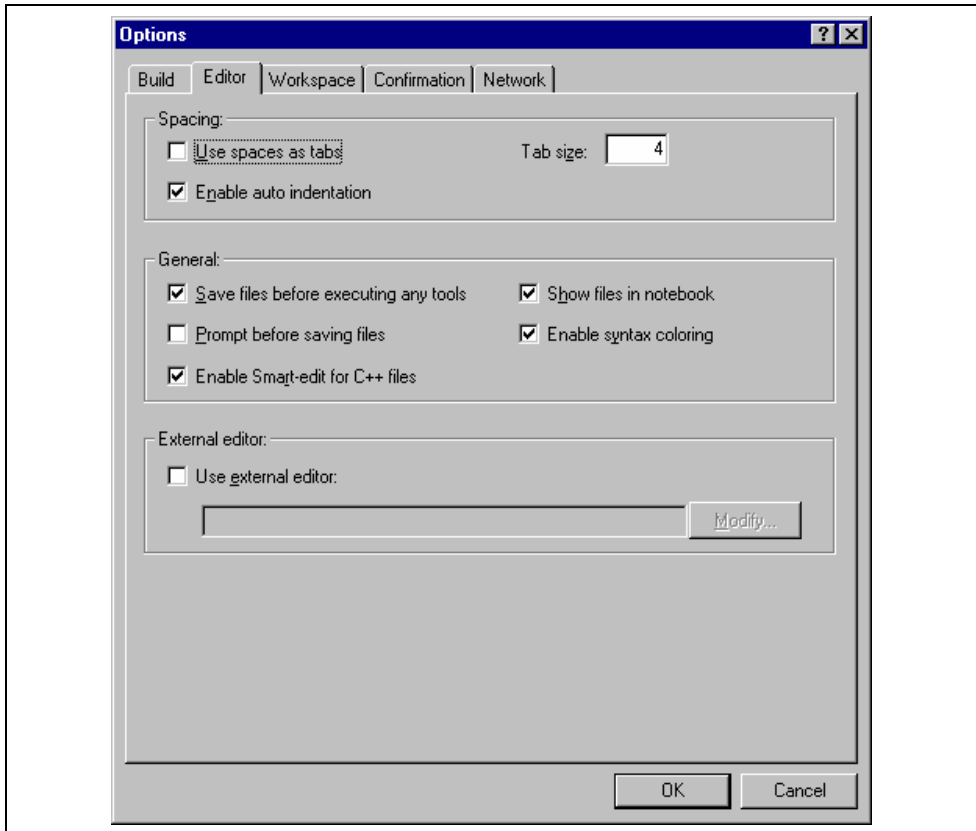 Options
Build Editor Workspace Confirmation Network
Spacing:
Use spaces as tabs Tab size: 4
Enable auto indentation
General:
Save files before executing any tools Show files in notebook
Prompt before saving files Enable syntax coloring
Enable Smart-edit for C++ files
External editor:
Use external editor:
Modify...
OK Cancel